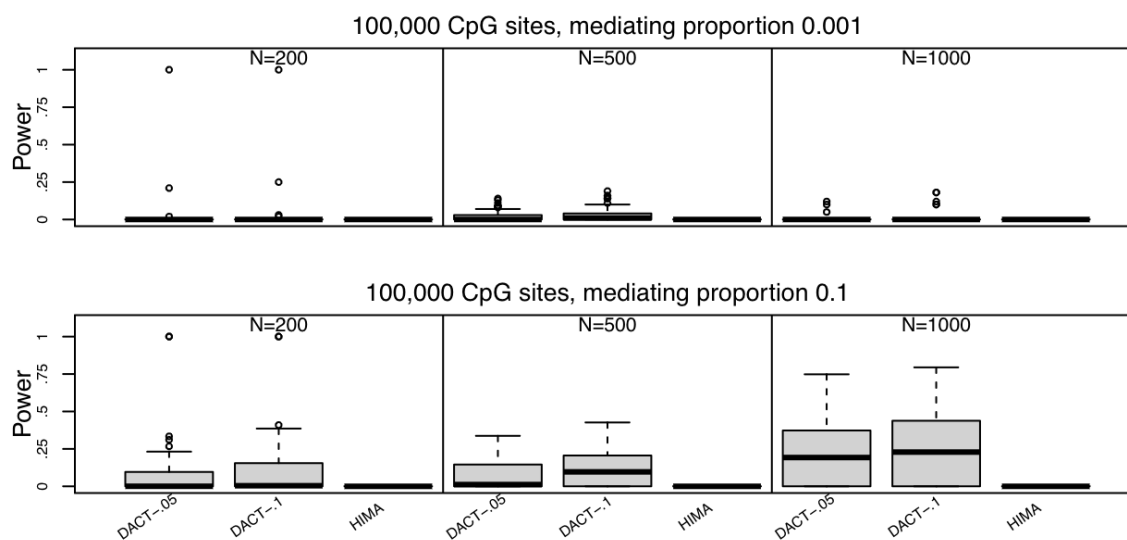 100,000 CpG sites, mediating proportion 0.001
N=200 N=500 N=1000
Power
1
.75
.5
.25
0
100,000 CpG sites, mediating proportion 0.1
N=200 N=500 N=1000
Power
1
.75
.5
.25
0
DACT-.05 DACT-.1 HIMA DACT-.05 DACT-.1 HIMA DACT-.05 DACT-.1 HIMA